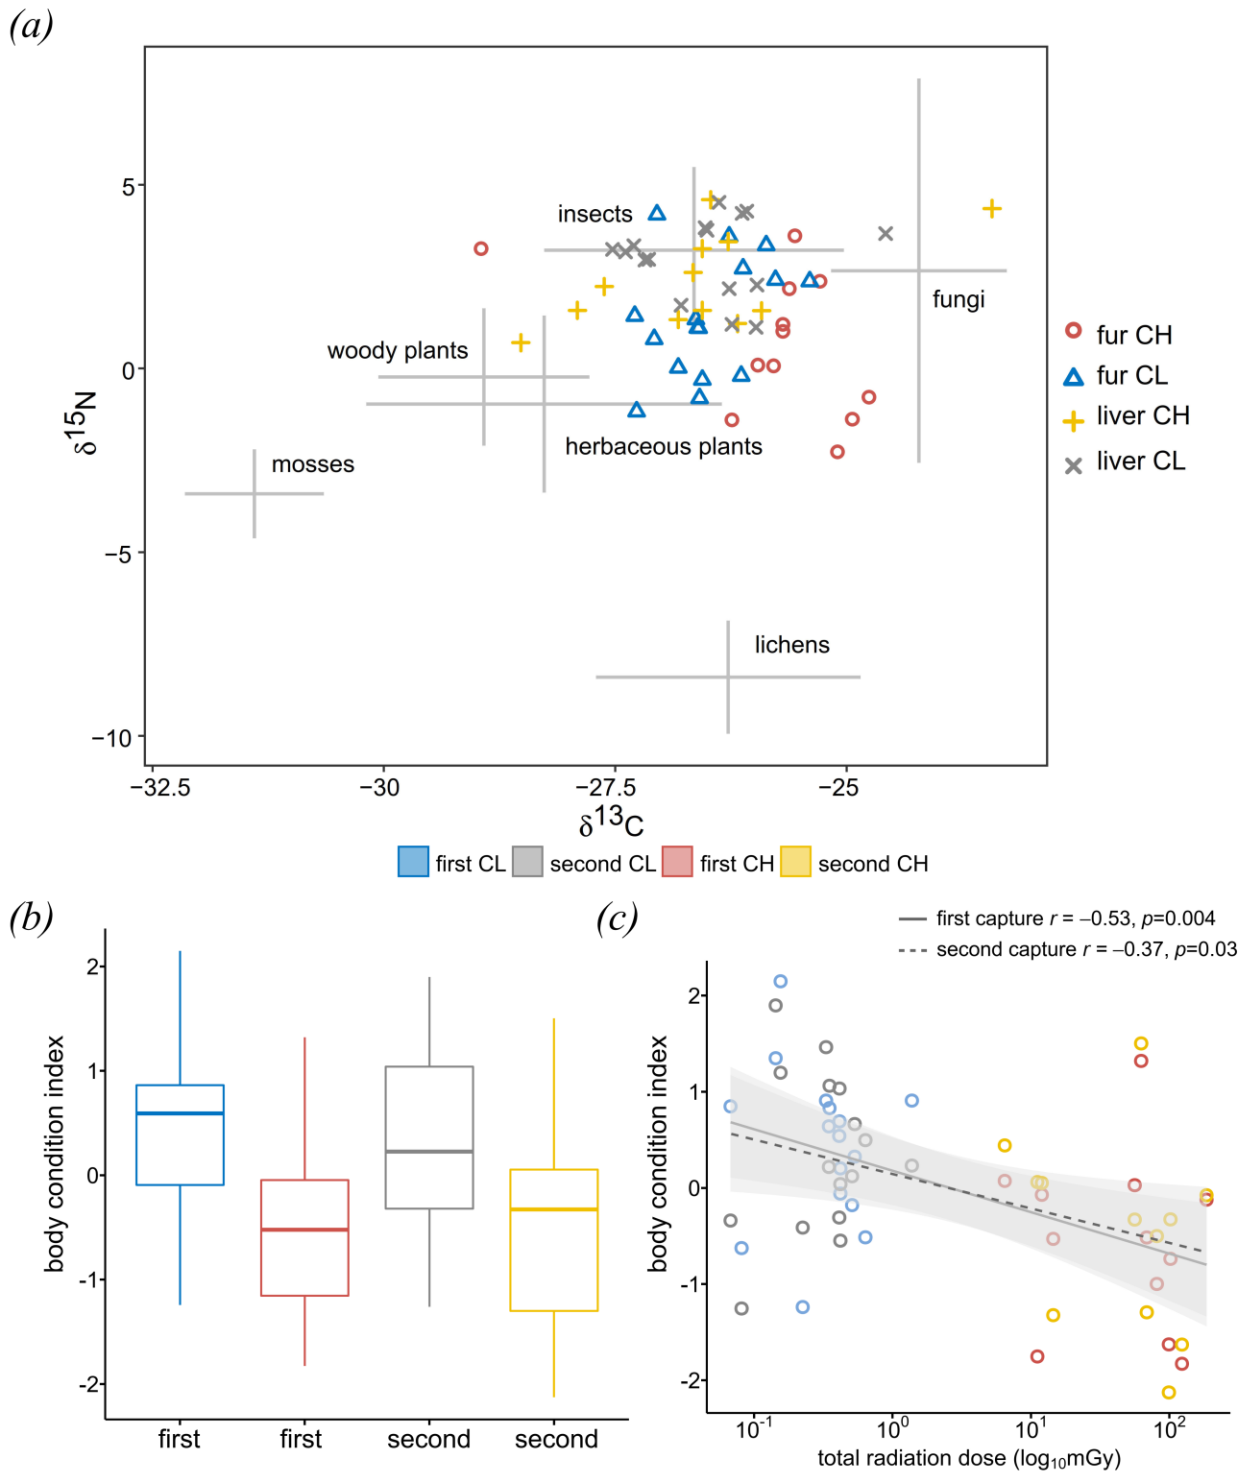 (a)
5
0
−5
−10
δ15N
−32.5 −30 −27.5 −25
δ13C
insects
fungi
woody plants
herbaceous plants
mosses
lichens
fur CH
fur CL
liver CH
liver CL
first CL second CL first CH second CH
(b)
2
1
0
-1
-2
body condition index
first first second second
(c)
first capture r = −0.53, p=0.004
second capture r = −0.37, p=0.03
2
1
0
-1
-2
body condition index
10-1 100 101 102
total radiation dose (log10mGy)